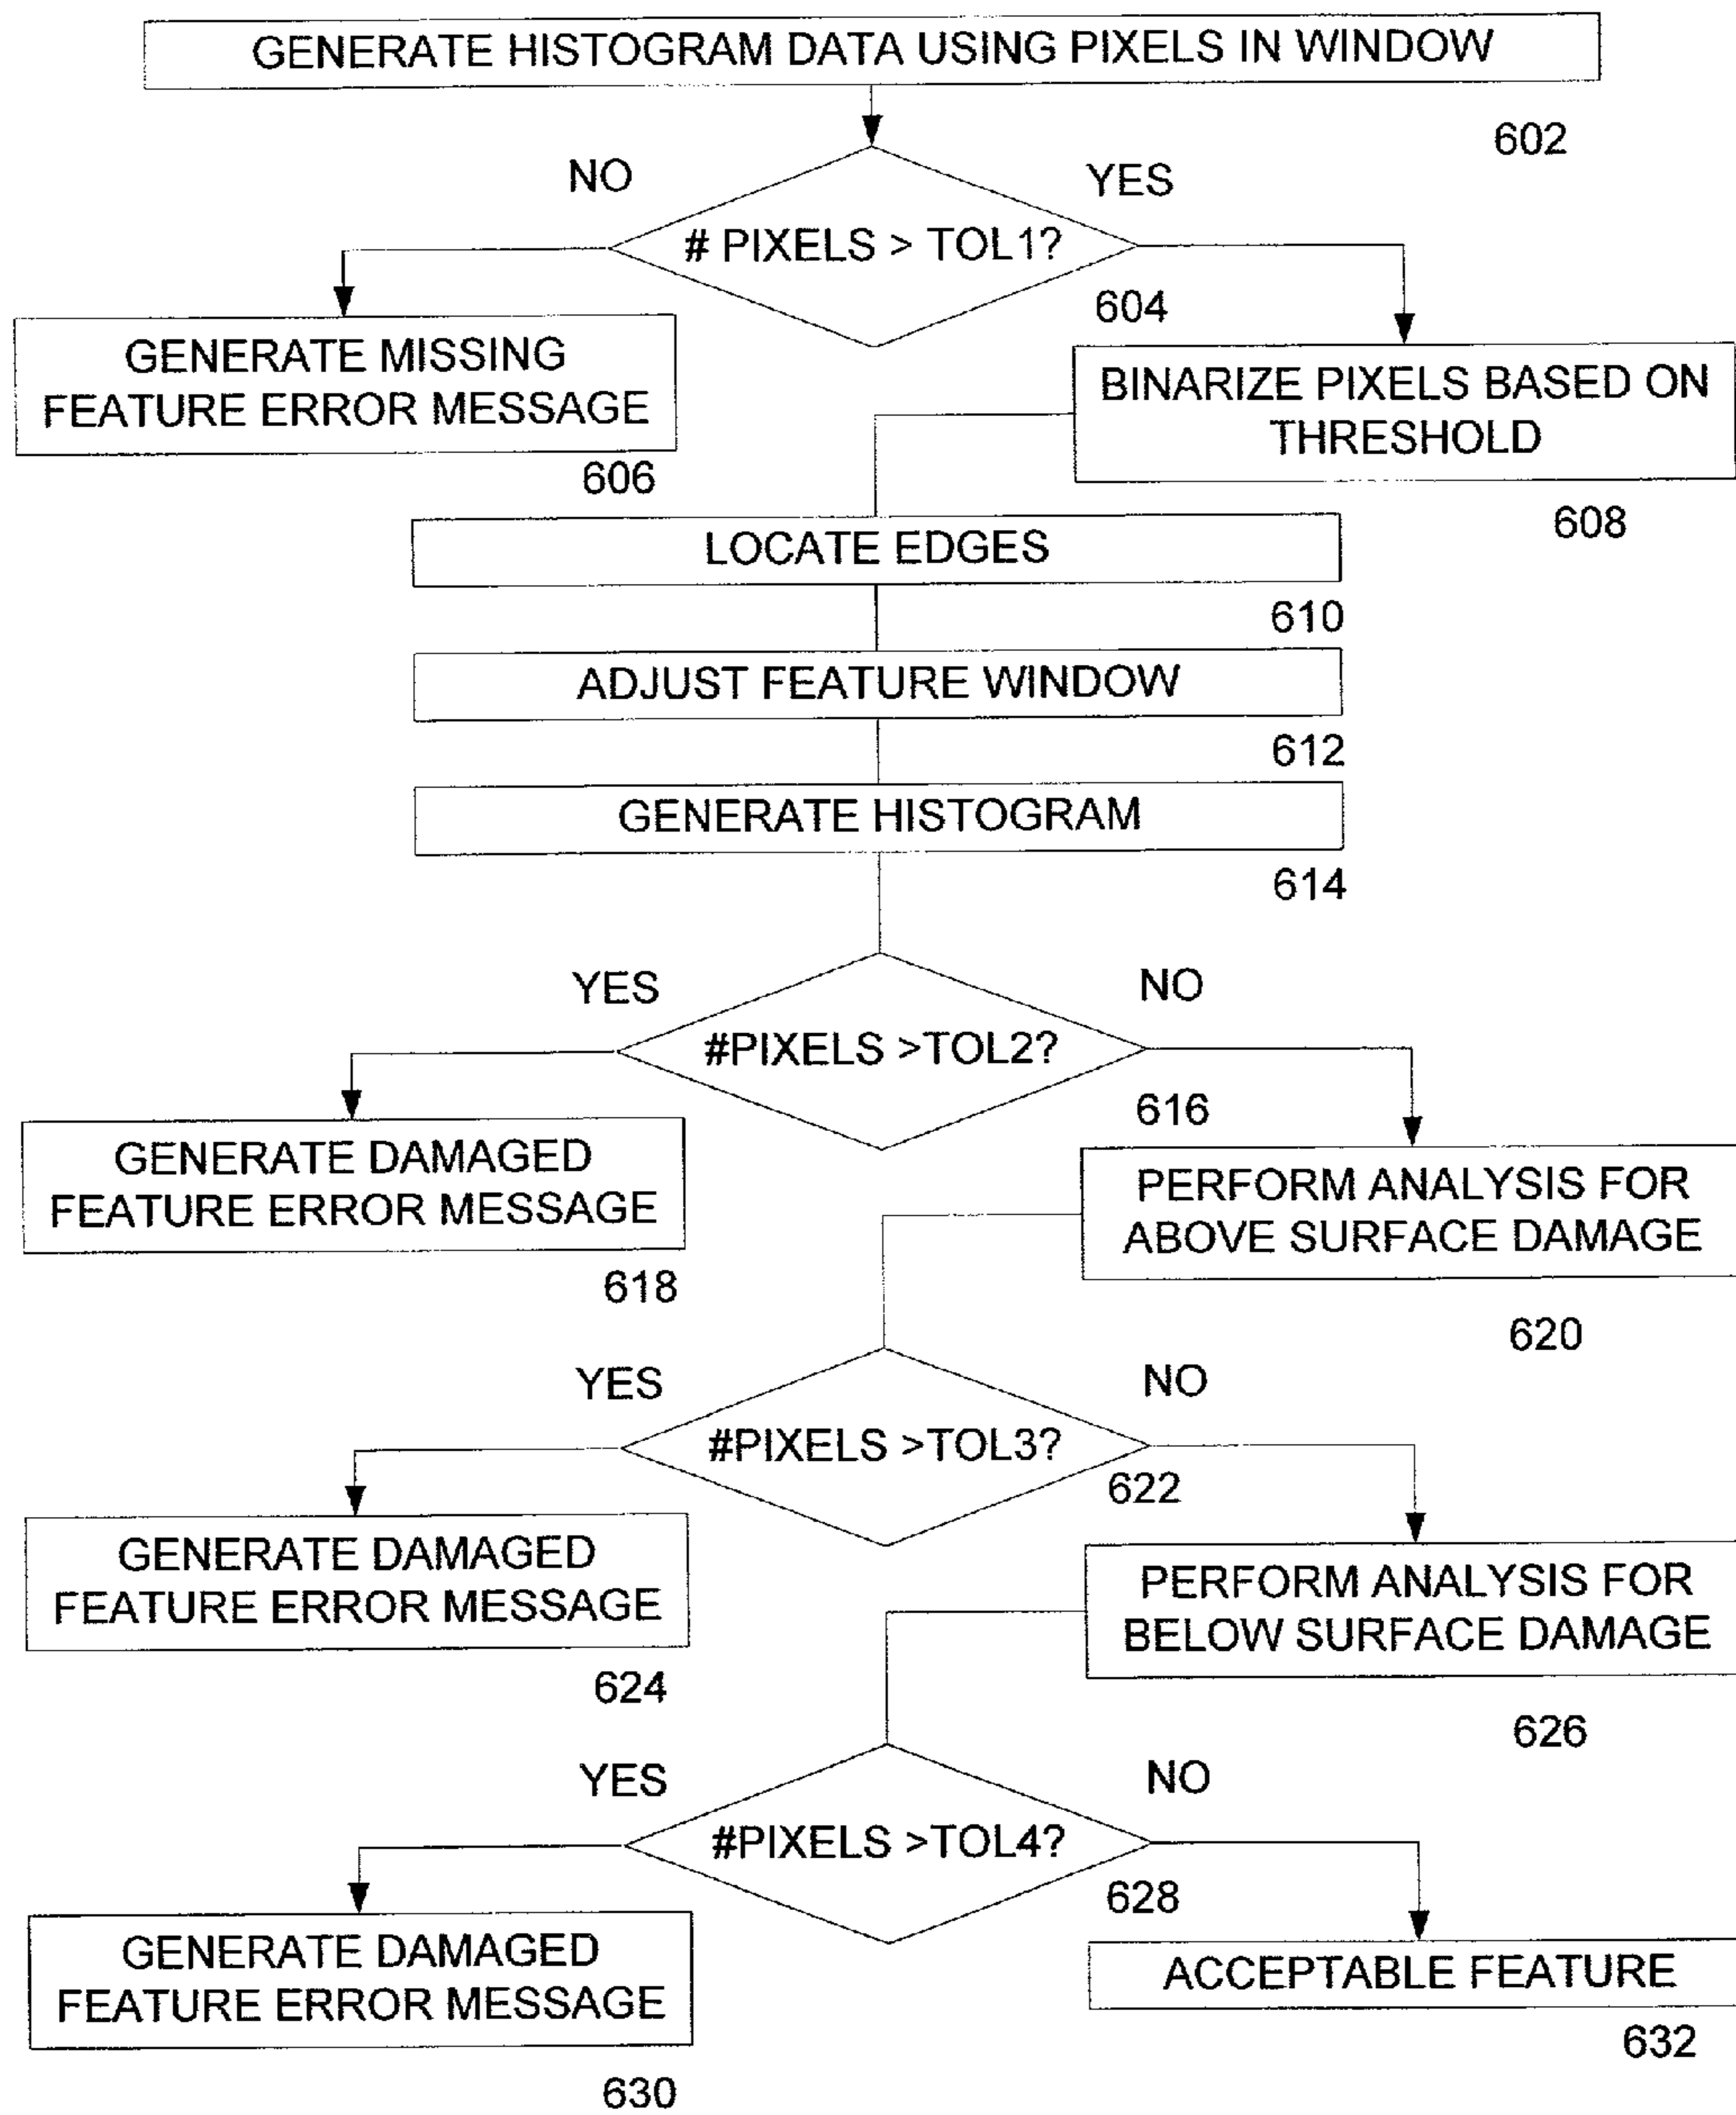 GENERATE HISTOGRAM DATA USING PIXELS IN WINDOW
602
NO
YES
# PIXELS > TOL1?
604
GENERATE MISSING
FEATURE ERROR MESSAGE
606
BINARIZE PIXELS BASED ON
THRESHOLD
608
LOCATE EDGES
610
ADJUST FEATURE WINDOW
612
GENERATE HISTOGRAM
614
YES
NO
#PIXELS >TOL2?
616
GENERATE DAMAGED
FEATURE ERROR MESSAGE
618
PERFORM ANALYSIS FOR
ABOVE SURFACE DAMAGE
620
YES
NO
#PIXELS >TOL3?
622
GENERATE DAMAGED
FEATURE ERROR MESSAGE
624
PERFORM ANALYSIS FOR
BELOW SURFACE DAMAGE
626
YES
NO
#PIXELS >TOL4?
628
GENERATE DAMAGED
FEATURE ERROR MESSAGE
630
ACCEPTABLE FEATURE
632